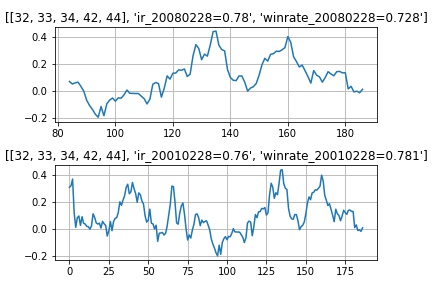 [[32, 33, 34, 42, 44], 'ir_20080228=0.78', 'winrate_20080228=0.728']
0.4
0.2
0.0
−0.2
80 100 120 140 160 180
[[32, 33, 34, 42, 44], 'ir_20010228=0.76', 'winrate_20010228=0.781']
0.4
0.2
0.0
−0.2
0 25 50 75 100 125 150 175